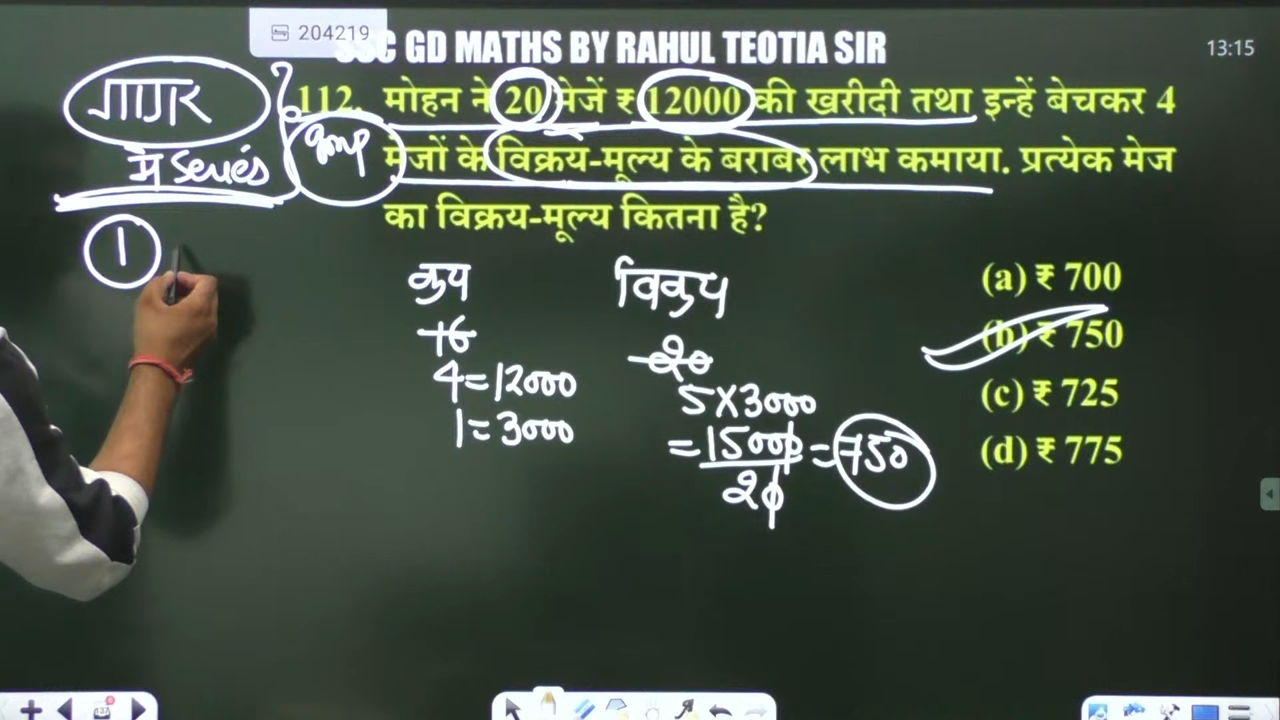 204219
SSC GD MATHS BY RAHUL TEOTIA SIR
13:15
गागर
में Series
Imp
112. मोहन ने 20 मेजें ₹ 12000 की खरीदी तथा इन्हें बेचकर 4
मेजों के विक्रय-मूल्य के बराबर लाभ कमाया. प्रत्येक मेज
का विक्रय-मूल्य कितना है?
1
क्रय
विक्रय
16
20
4=12000
5×3000
1=3000
=15000/20=750
(a) ₹ 700
(b) ₹ 750
(c) ₹ 725
(d) ₹ 775